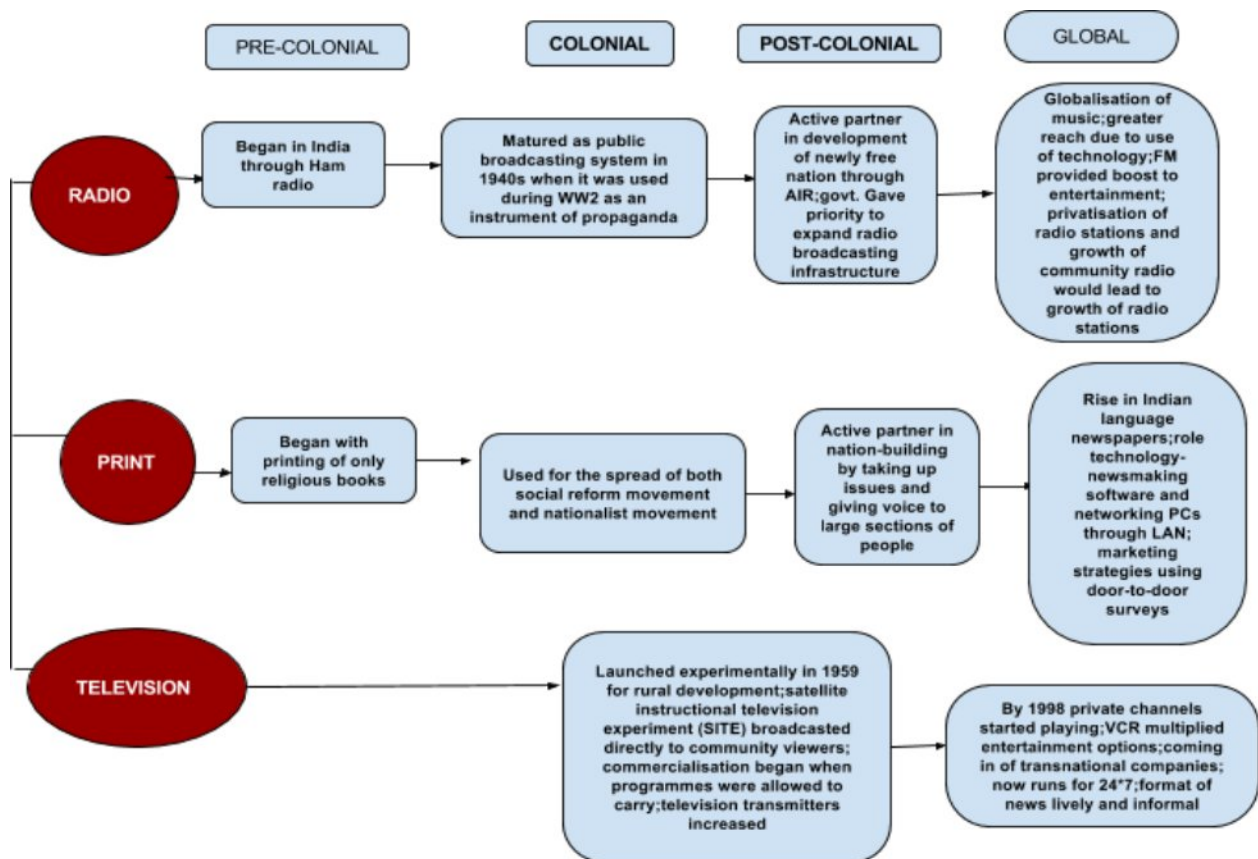 PRE-COLONIAL
COLONIAL
POST-COLONIAL
GLOBAL
RADIO
Began in India
through Ham
radio
Matured as public
broadcasting system in
1940s when it was used
during WW2 as an
instrument of propaganda
Active partner
in development
of newly free
nation through
AIR;govt. Gave
priority to
expand radio
broadcasting
infrastructure
Globalisation of
music;greater
reach due to use
of technology;FM
provided boost to
entertainment;
privatisation of
radio stations and
growth of
community radio
would lead to
growth of radio
stations
PRINT
Began with
printing of only
religious books
Used for the spread of both
social reform movement
and nationalist movement
Active partner in
nation-building
by taking up
issues and
giving voice to
large sections of
people
Rise in Indian
language
newspapers;role
technology-
newsmaking
software and
networking PCs
through LAN;
marketing
strategies using
door-to-door
surveys
TELEVISION
Launched experimentally in 1959
for rural development;satellite
instructional television
experiment (SITE) broadcasted
directly to community viewers;
commercialisation began when
programmes were allowed to
carry;television transmitters
increased
By 1998 private channels
started playing;VCR multiplied
entertainment options;coming
in of transnational companies;
now runs for 24*7;format of
news lively and informal